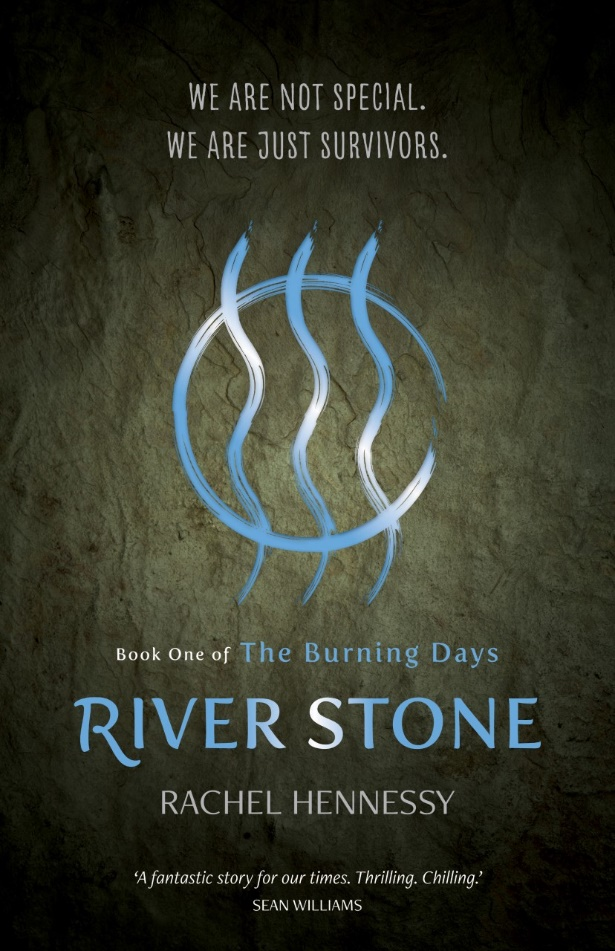 WE ARE NOT SPECIAL.
WE ARE JUST SURVIVORS.
Book One of The Burning Days
RIVER STONE
RACHEL HENNESSY
‘A fantastic story for our times. Thrilling. Chilling.’
SEAN WILLIAMS